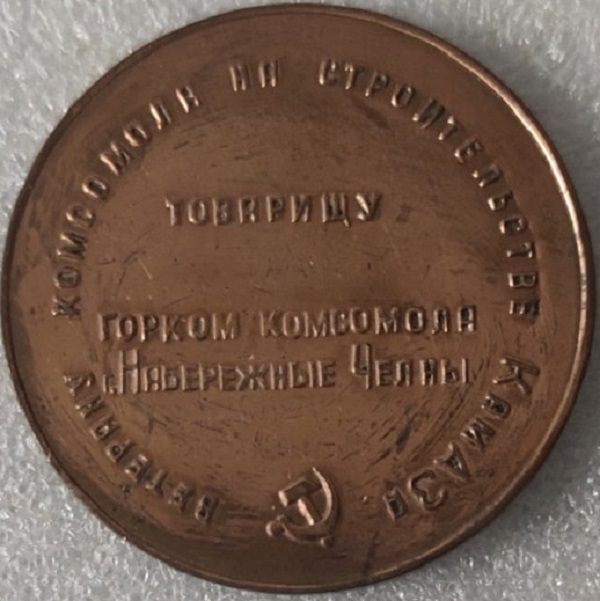 ВЕТЕРАНУ КОМСОМОЛА НА СТРОИТЕЛЬСТВЕ КАМАЗА
ТОВАРИЩУ
ГОРКОМ КОМСОМОЛА
г. НАБЕРЕЖНЫЕ ЧЕЛНЫ